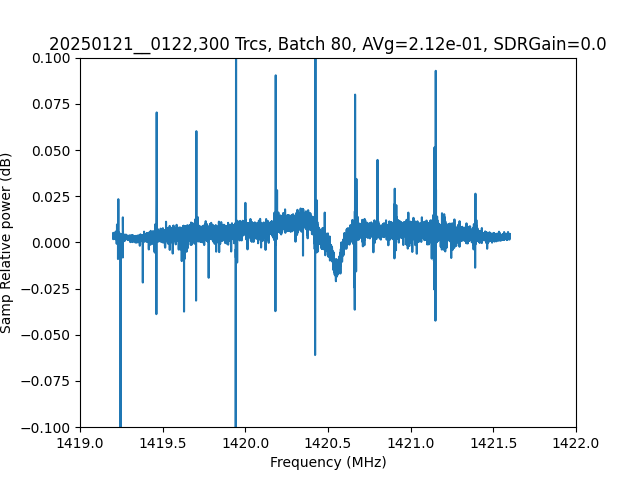 20250121__0122,300 Trcs, Batch 80, AVg=2.12e-01, SDRGain=0.0
0.100
0.075
0.050
0.025
0.000
−0.025
−0.050
−0.075
−0.100
Samp Relative power (dB)
1419.0 1419.5 1420.0 1420.5 1421.0 1421.5 1422.0
Frequency (MHz)